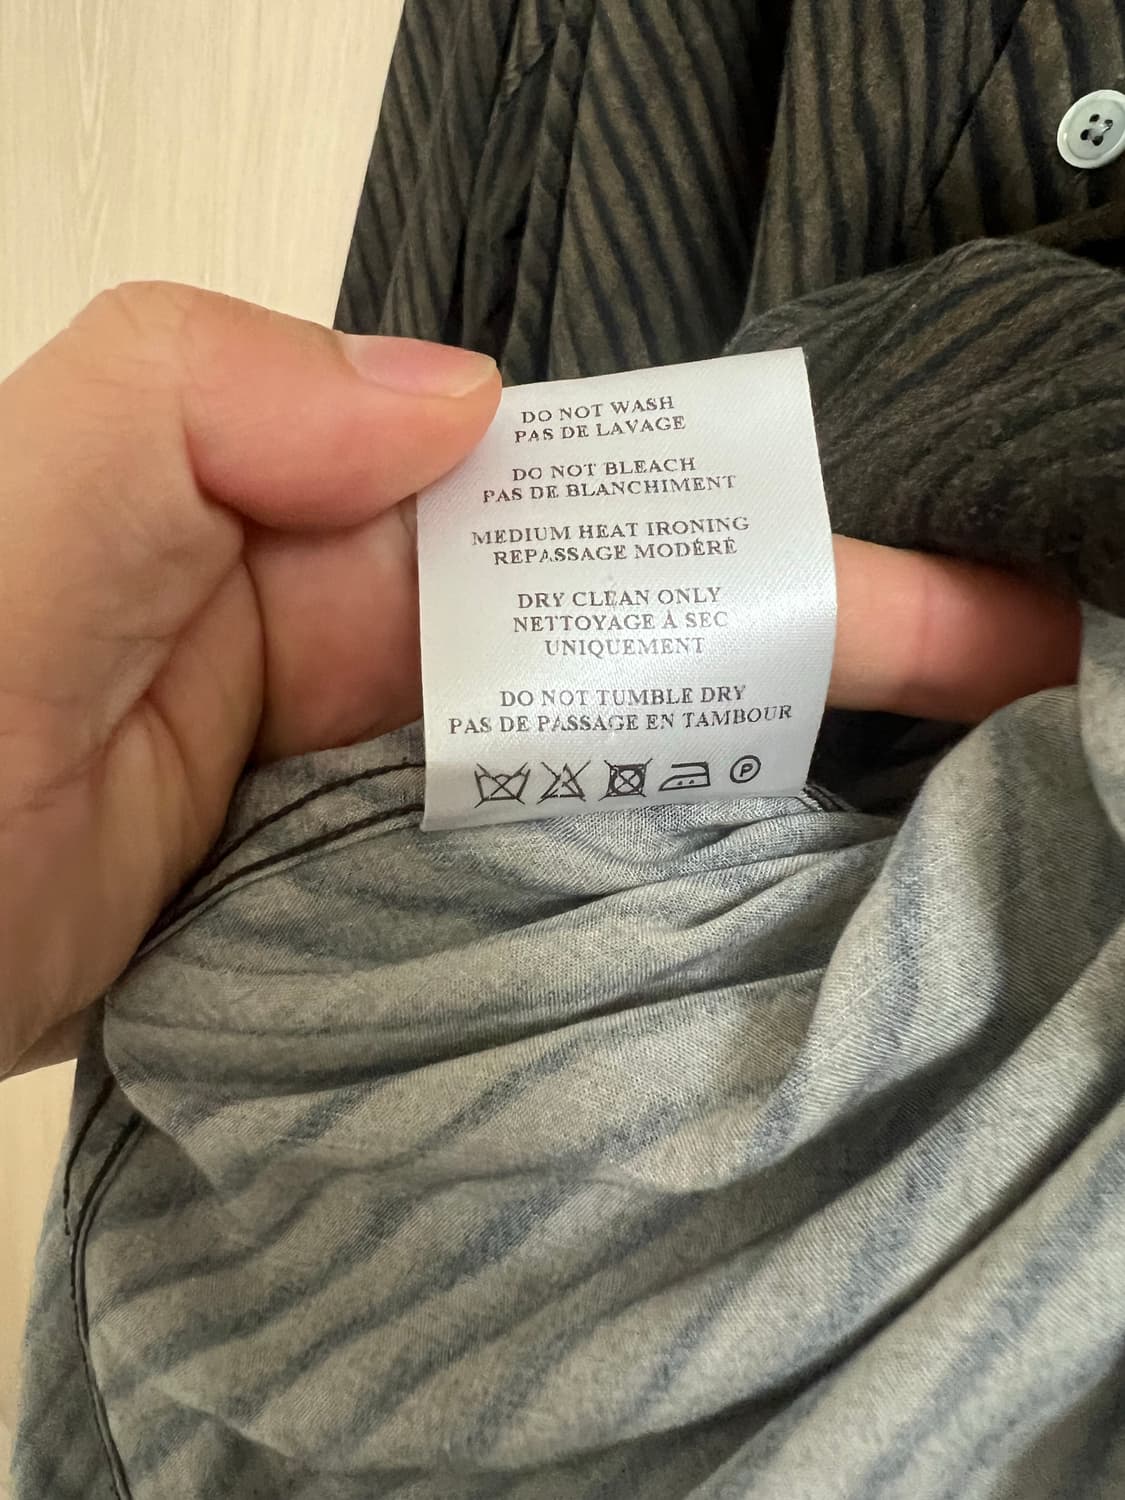 DO NOT WASH
PAS DE LAVAGE
DO NOT BLEACH
PAS DE BLANCHIMENT
MEDIUM HEAT IRONING
REPASSAGE MODÉRÉ
DRY CLEAN ONLY
NETTOYAGE À SEC
UNIQUEMENT
DO NOT TUMBLE DRY
PAS DE PASSAGE EN TAMBOUR
P